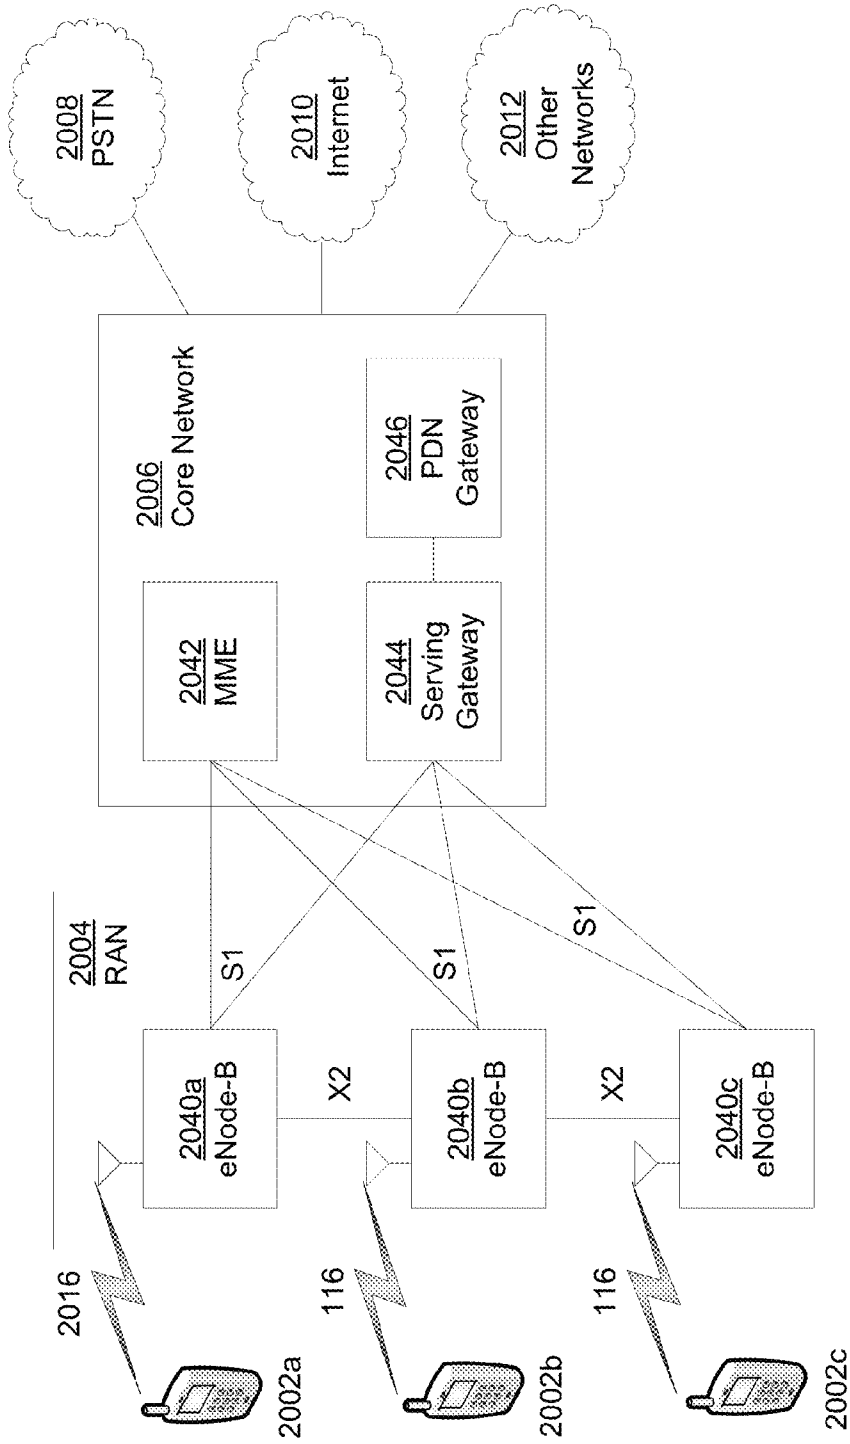 2004
RAN
2016
2002a
2040a
eNode-B
S1
X2
116
2002b
2040b
eNode-B
S1
X2
116
2002c
2040c
eNode-B
S1
2006
Core Network
2042
MME
2044
Serving
Gateway
2046
PDN
Gateway
2008
PSTN
2010
Internet
2012
Other
Networks